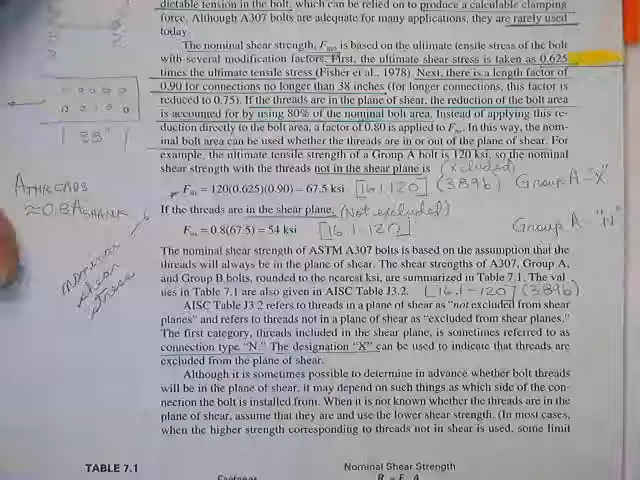 dictable tension in the bolt, which can be relied on to produce a calculable clamping
force. Although A307 bolts are adequate for many applications, they are rarely used
today.
The nominal shear strength, Fnv, is based on the ultimate tensile stress of the bolt
with several modification factors. First, the ultimate shear stress is taken as 0.625
times the ultimate tensile stress (Fisher et al., 1978). Next, there is a length factor of
0.90 for connections no longer than 38 inches (for longer connections, this factor is
reduced to 0.75). If the threads are in the plane of shear, the reduction of the bolt area
is accounted for by using 80% of the nominal bolt area. Instead of applying this re-
duction directly to the bolt area, a factor of 0.80 is applied to Fnv. In this way, the nom-
inal bolt area can be used whether the threads are in or out of the plane of shear. For
example, the ultimate tensile strength of a Group A bolt is 120 ksi, so the nominal
shear strength with the threads not in the shear plane is (Xcluded)
Fnv = 120(0.625)(0.90) = 67.5 ksi [16.1-120] (389b) Group A-"X"
If the threads are in the shear plane, (Not excluded)
Fnv = 0.8(67.5) = 54 ksi [16.1-120] Group A "N"
The nominal shear strength of ASTM A307 bolts is based on the assumption that the
threads will always be in the plane of shear. The shear strengths of A307, Group A,
and Group B bolts, rounded to the nearest ksi, are summarized in Table 7.1. The val-
ues in Table 7.1 are also given in AISC Table J3.2. [16.1-120] (389b)
AISC Table J3.2 refers to threads in a plane of shear as "not excluded from shear
planes" and refers to threads not in a plane of shear as "excluded from shear planes."
The first category, threads included in the shear plane, is sometimes referred to as
connection type "N." The designation "X" can be used to indicate that threads are
excluded from the plane of shear.
Although it is sometimes possible to determine in advance whether bolt threads
will be in the plane of shear, it may depend on such things as which side of the con-
nection the bolt is installed from. When it is not known whether the threads are in the
plane of shear, assume that they are and use the lower shear strength. (In most cases,
when the higher strength corresponding to threads not in shear is used, some limit
38"
ATHREADS
≈0.8ASHANK
nominal
shear
stress
TABLE 7.1
Nominal Shear Strength